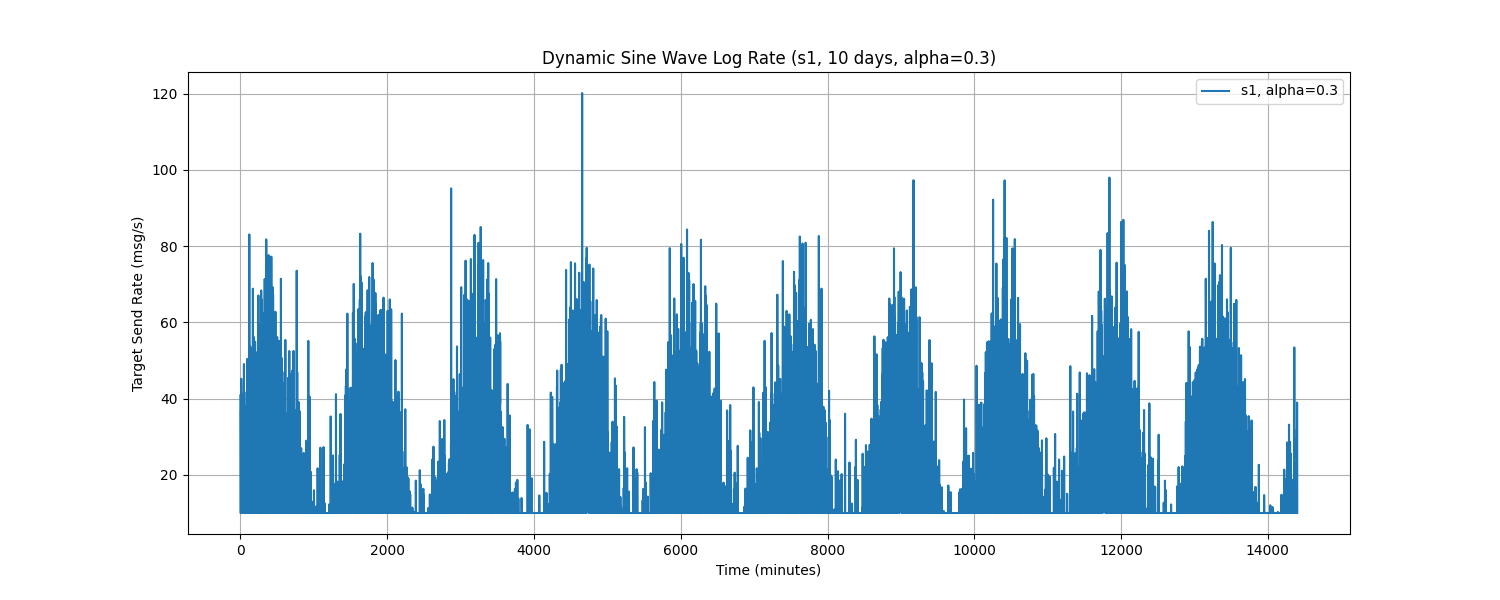 Dynamic Sine Wave Log Rate (s1, 10 days, alpha=0.3)
s1, alpha=0.3
Target Send Rate (msg/s)
120
100
80
60
40
20
0 2000 4000 6000 8000 10000 12000 14000
Time (minutes)